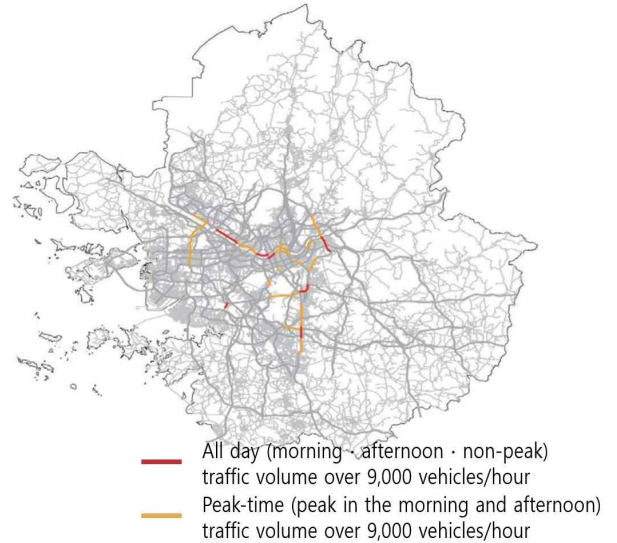 All day (morning · afternoon · non-peak)
traffic volume over 9,000 vehicles/hour
Peak-time (peak in the morning and afternoon)
traffic volume over 9,000 vehicles/hour